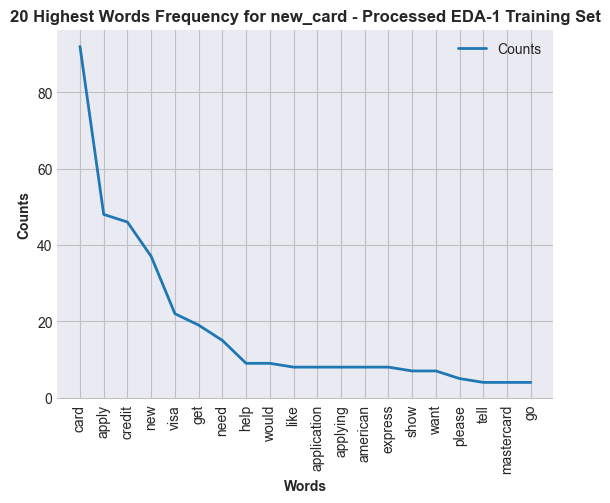 20 Highest Words Frequency for new_card - Processed EDA-1 Training Set
Counts
80
60
40
20
0
Counts
card
apply
credit
new
visa
get
need
help
would
like
application
applying
american
express
show
want
please
tell
mastercard
go
Words